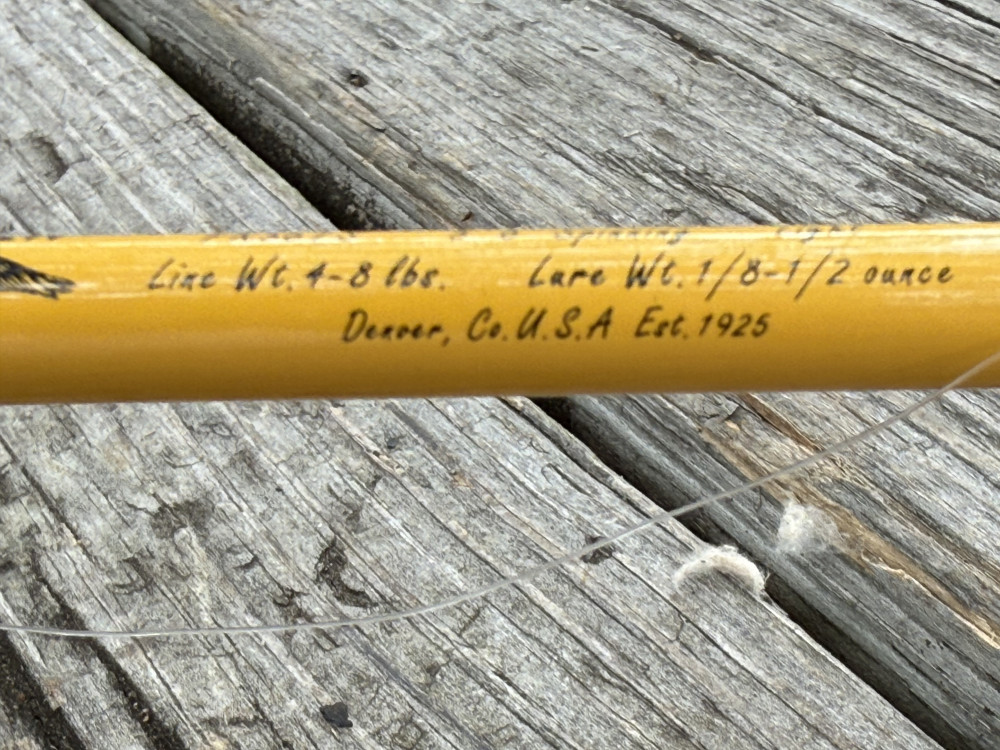 Line Wt. 4-8 lbs. Lure Wt. 1/8-1/2 ounce
Denver, Co. U.S.A Est. 1925